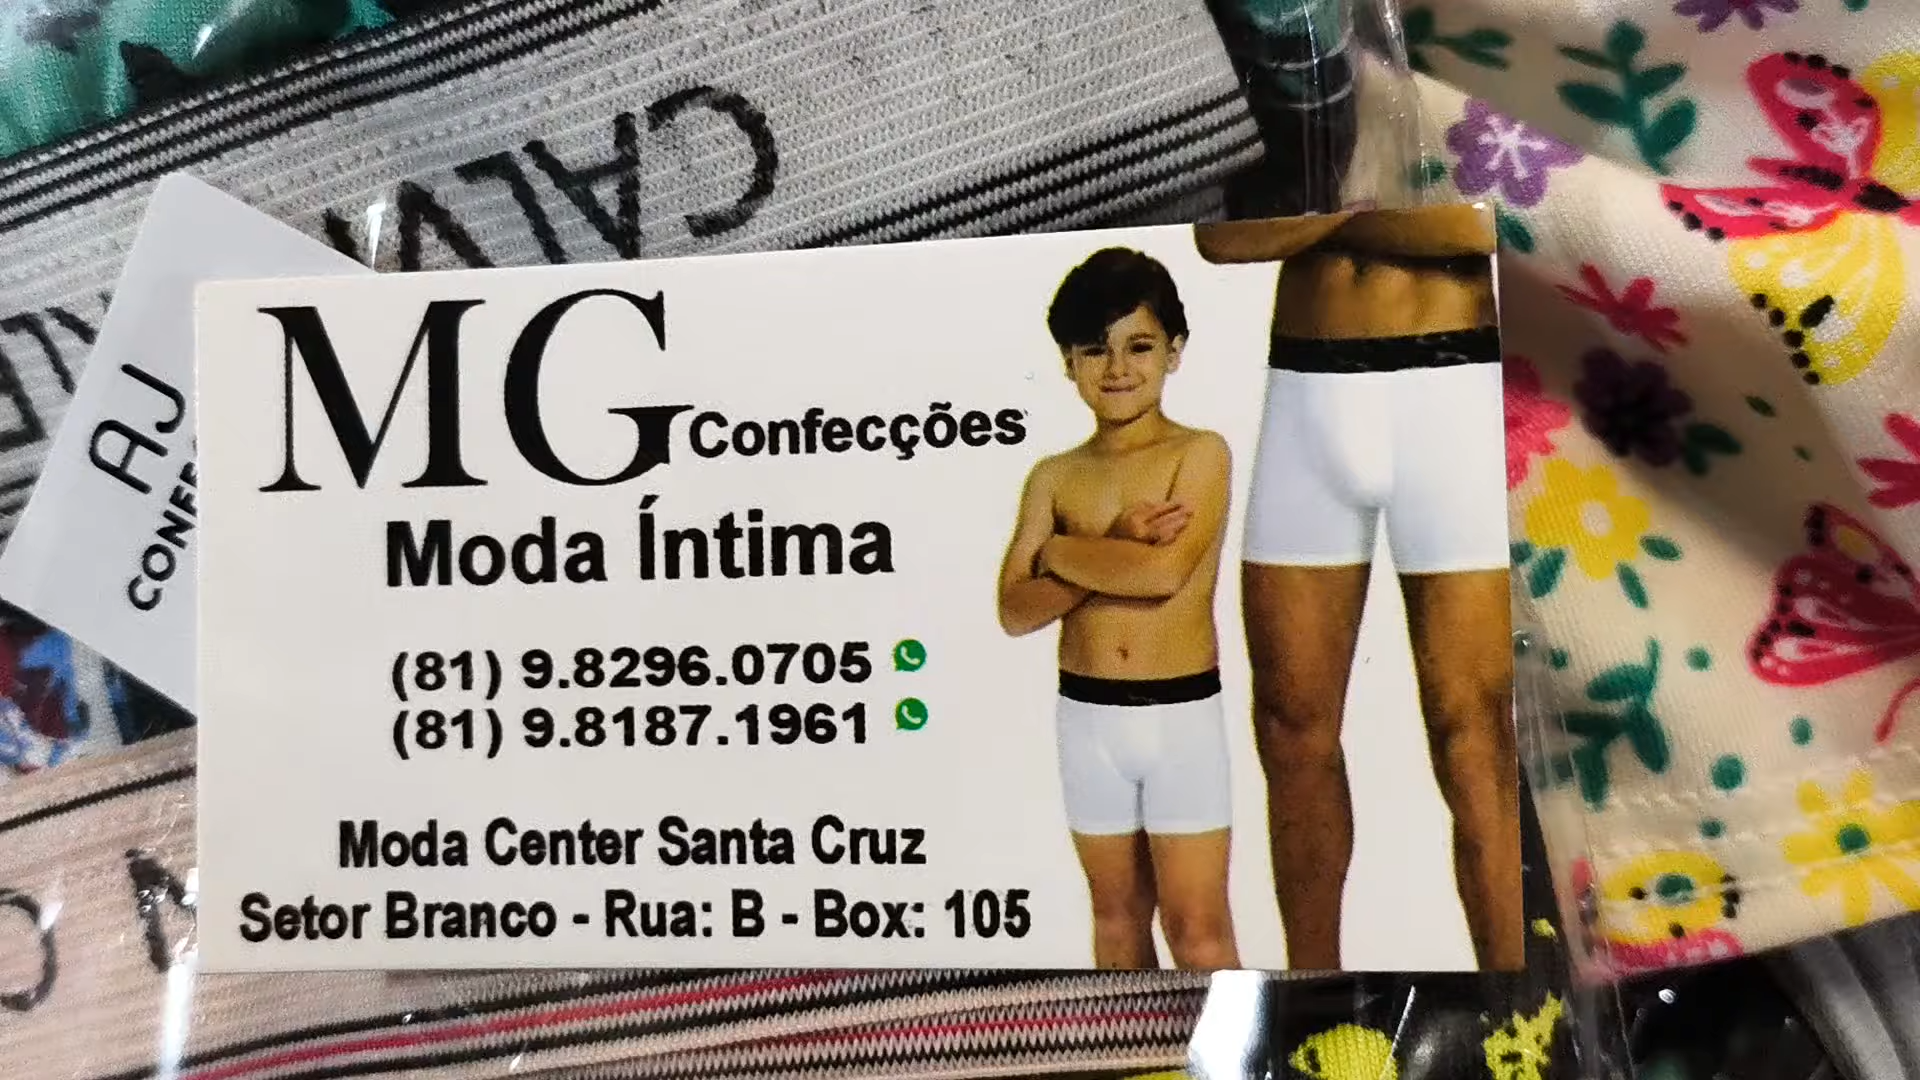 CALV
AJ
CONF
MG Confecções
Moda Íntima
(81) 9.8296.0705
(81) 9.8187.1961
Moda Center Santa Cruz
Setor Branco - Rua: B - Box: 105